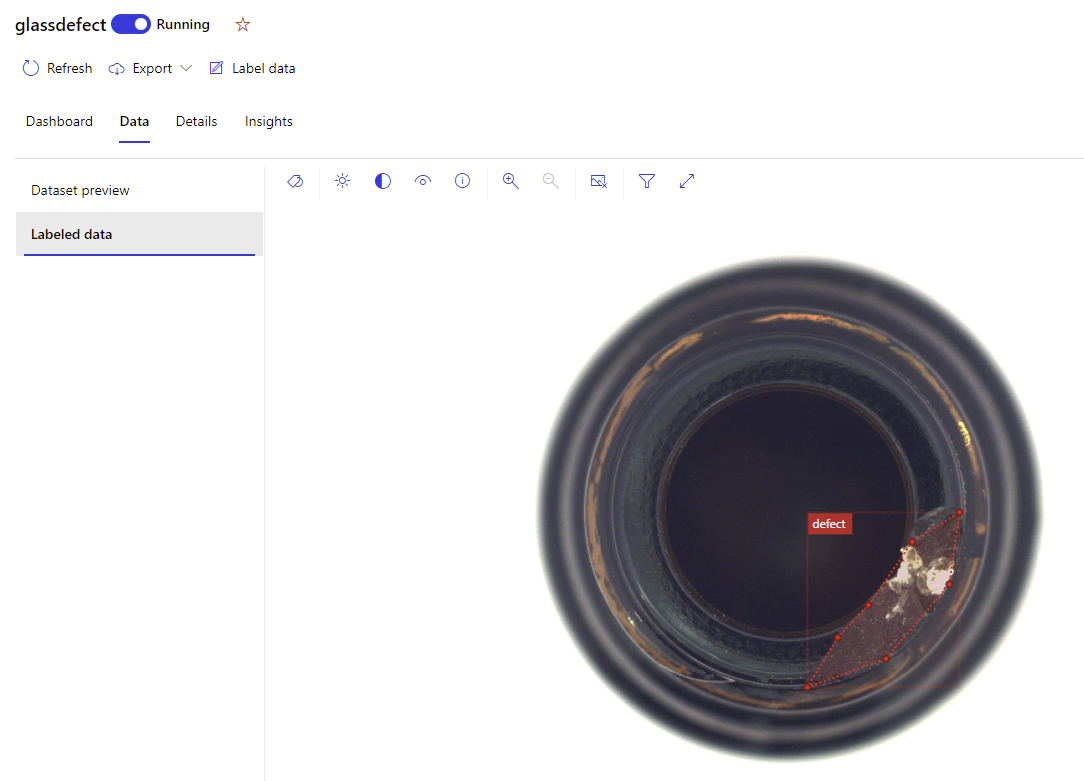 glassdefect Running
Refresh Export Label data
Dashboard Data Details Insights
Dataset preview
Labeled data
defect